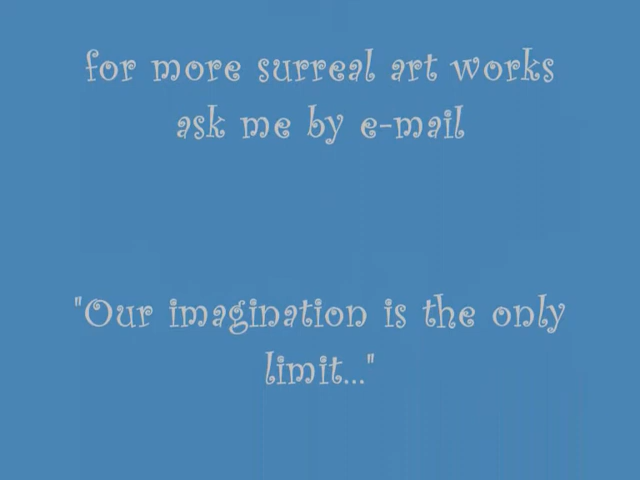 for more surreal art works
ask me by e-mail
"Our imagination is the only
limit..."